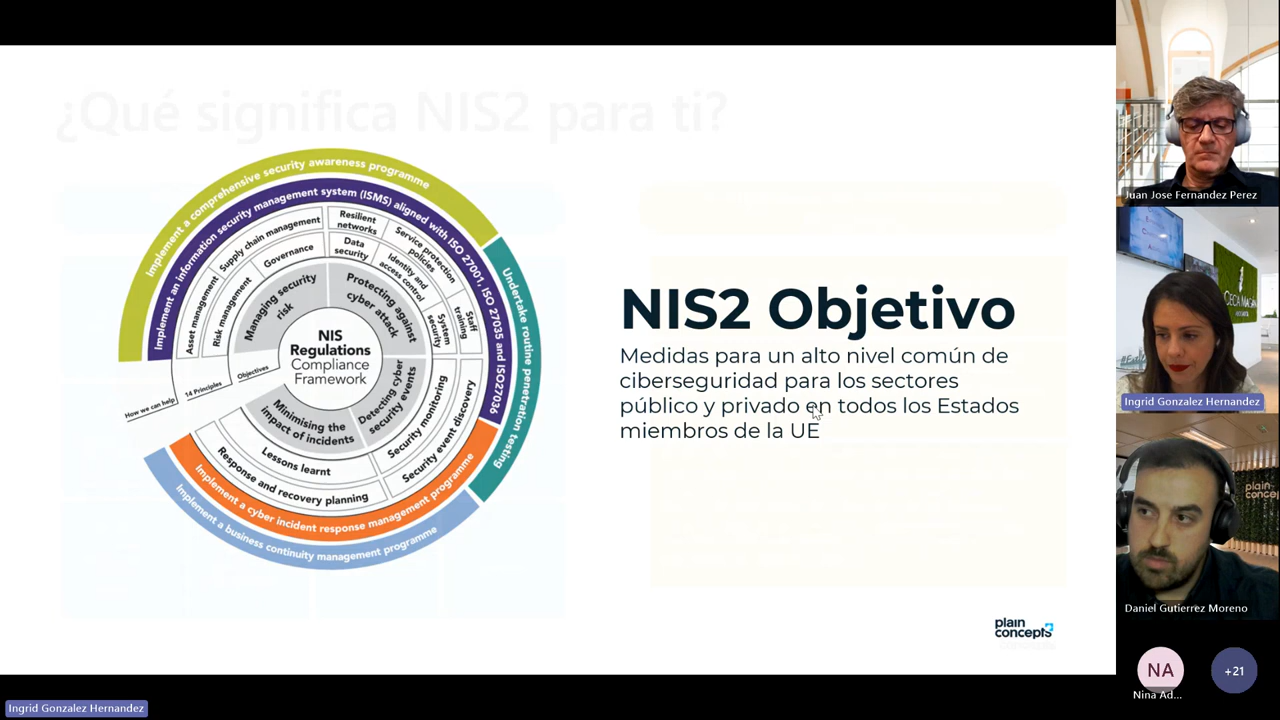 ¿Qué significa NIS2 para ti?
Implement a comprehensive security awareness programme
Implement an information security management system (ISMS) aligned with ISO 27001, ISO 27035 and ISO27036
Undertake routine penetration testing
Asset management
Supply chain management
Resilient
networks
Service protection
policies
Staff
training
Risk management
Governance
Data
security
Identity and
access control
System
security
Managing security
risk
Protecting against
cyber attack
NIS
Regulations
Compliance
Framework
Objectives
14 Principles
How we can help
Minimising the
impact of incidents
Detecting cyber
security events
Security monitoring
Security event discovery
Lessons learnt
Response and recovery planning
Implement a cyber incident response management programme
Implement a business continuity management programme
NIS2 Objetivo
Medidas para un alto nivel común de
ciberseguridad para los sectores
público y privado en todos los Estados
miembros de la UE
plain
concepts
Juan Jose Fernandez Perez
CECA MAGÁN
Ingrid Gonzalez Hernandez
plain
concep
Daniel Gutierrez Moreno
NA
Nina Ad...
+21
Ingrid Gonzalez Hernandez